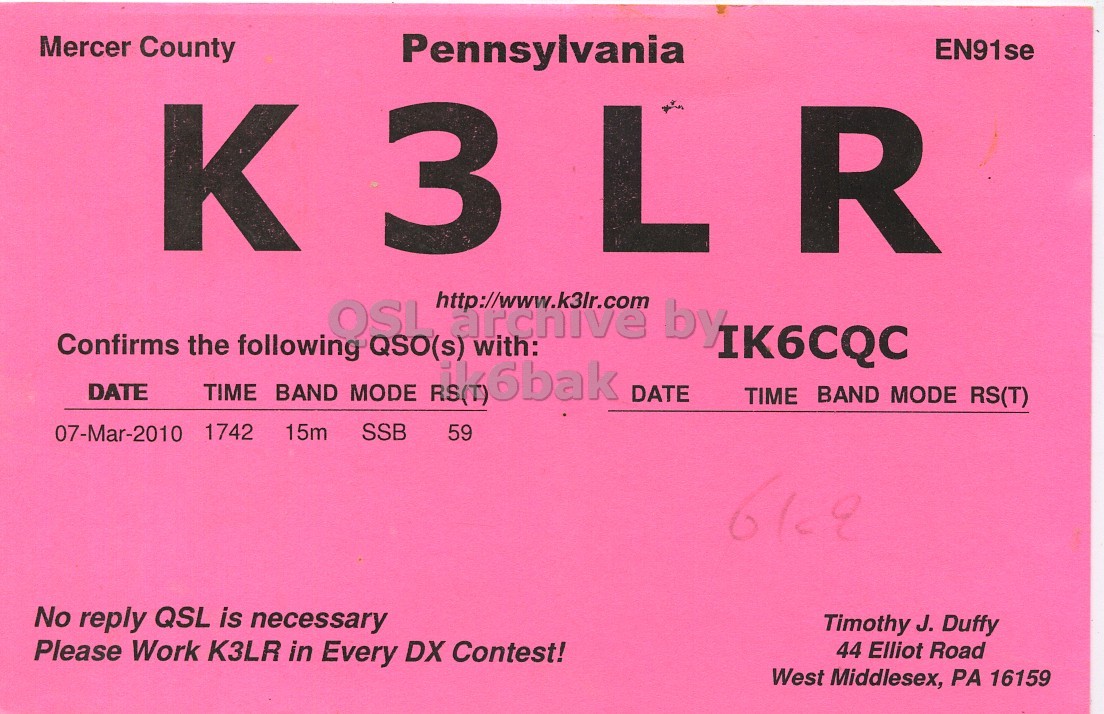 Mercer County Pennsylvania EN91se
K3LR
http://www.k3lr.com
QSL archive by
ik6bak
Confirms the following QSO(s) with: IK6CQC
DATE TIME BAND MODE RS(T) DATE TIME BAND MODE RS(T)
07-Mar-2010 1742 15m SSB 59
No reply QSL is necessary
Please Work K3LR in Every DX Contest!
Timothy J. Duffy
44 Elliot Road
West Middlesex, PA 16159